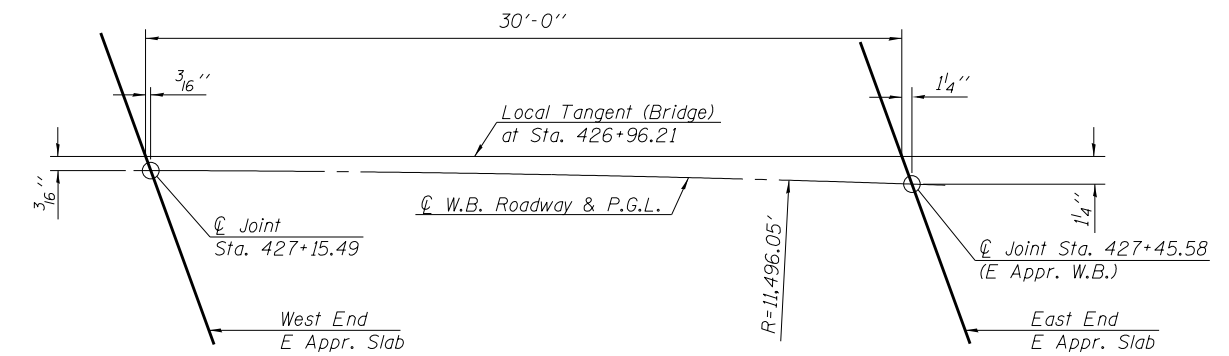 30'-0"
3/16"
1 1/4"
Local Tangent (Bridge)
at Sta. 426+96.21
3/16"
℄ W.B. Roadway & P.G.L.
1 1/4"
℄ Joint
Sta. 427+15.49
R=11,496.05'
℄ Joint Sta. 427+45.58
(E Appr. W.B.)
West End
E Appr. Slab
East End
E Appr. Slab